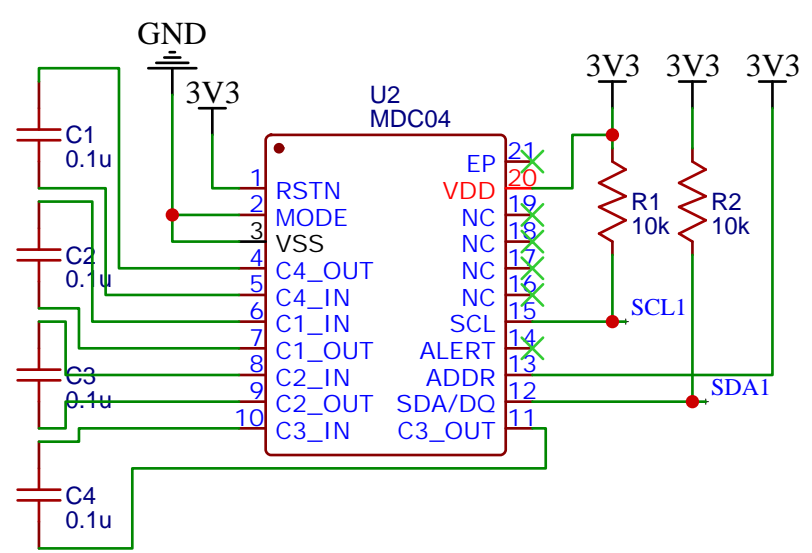 GND
3V3
3V3
3V3
3V3
U2
MDC04
C1
0.1u
C2
0.1u
C3
0.1u
C4
0.1u
1 RSTN
2 MODE
3 VSS
4 C4_OUT
5 C4_IN
6 C1_IN
7 C1_OUT
8 C2_IN
9 C2_OUT
10 C3_IN
EP 21
VDD 20
NC 19
NC 18
NC 17
NC 16
SCL 15
ALERT 14
ADDR 13
SDA/DQ 12
C3_OUT 11
R1
10k
R2
10k
SCL1
SDA1